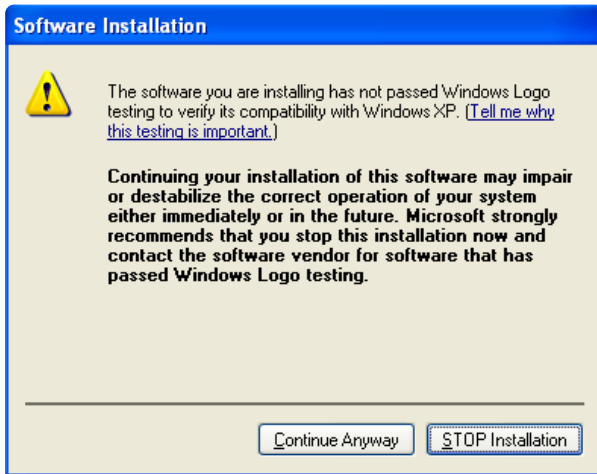 Software Installation
The software you are installing has not passed Windows Logo
testing to verify its compatibility with Windows XP. (Tell me why
this testing is important.)
Continuing your installation of this software may impair
or destabilize the correct operation of your system
either immediately or in the future. Microsoft strongly
recommends that you stop this installation now and
contact the software vendor for software that has
passed Windows Logo testing.
Continue Anyway
STOP Installation